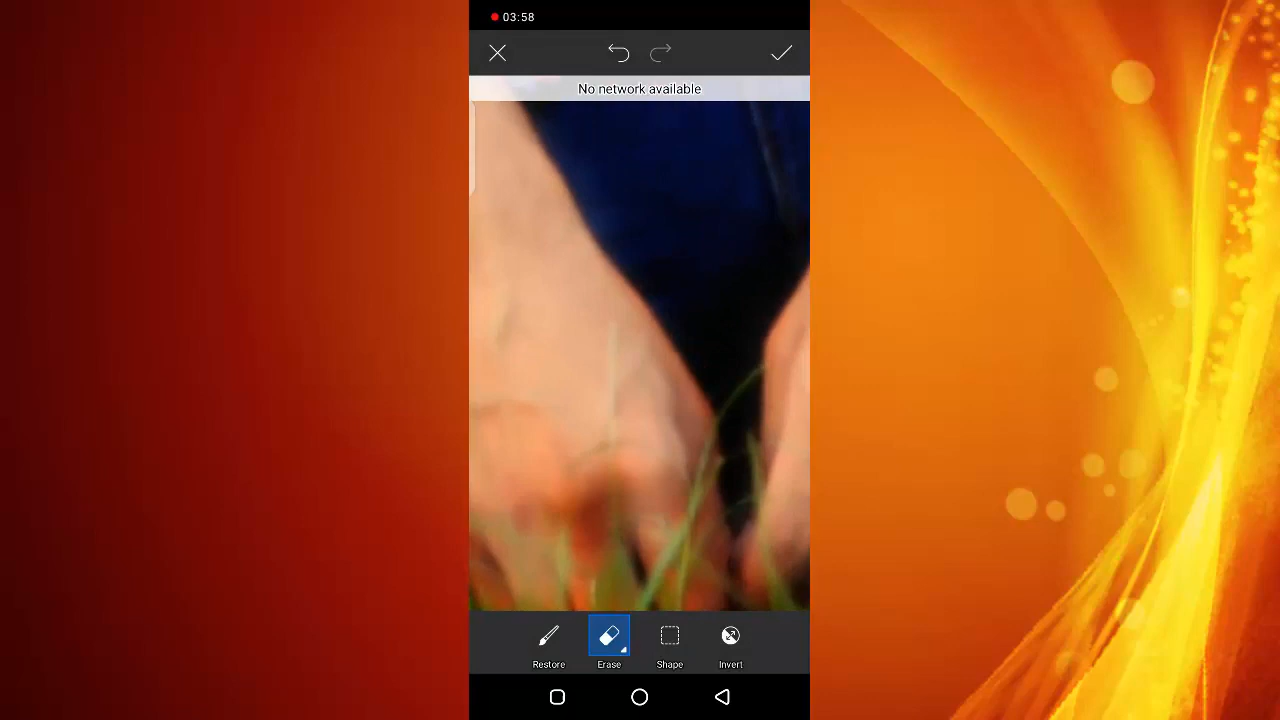 03:58
No network available
Restore
Erase
Shape
Invert